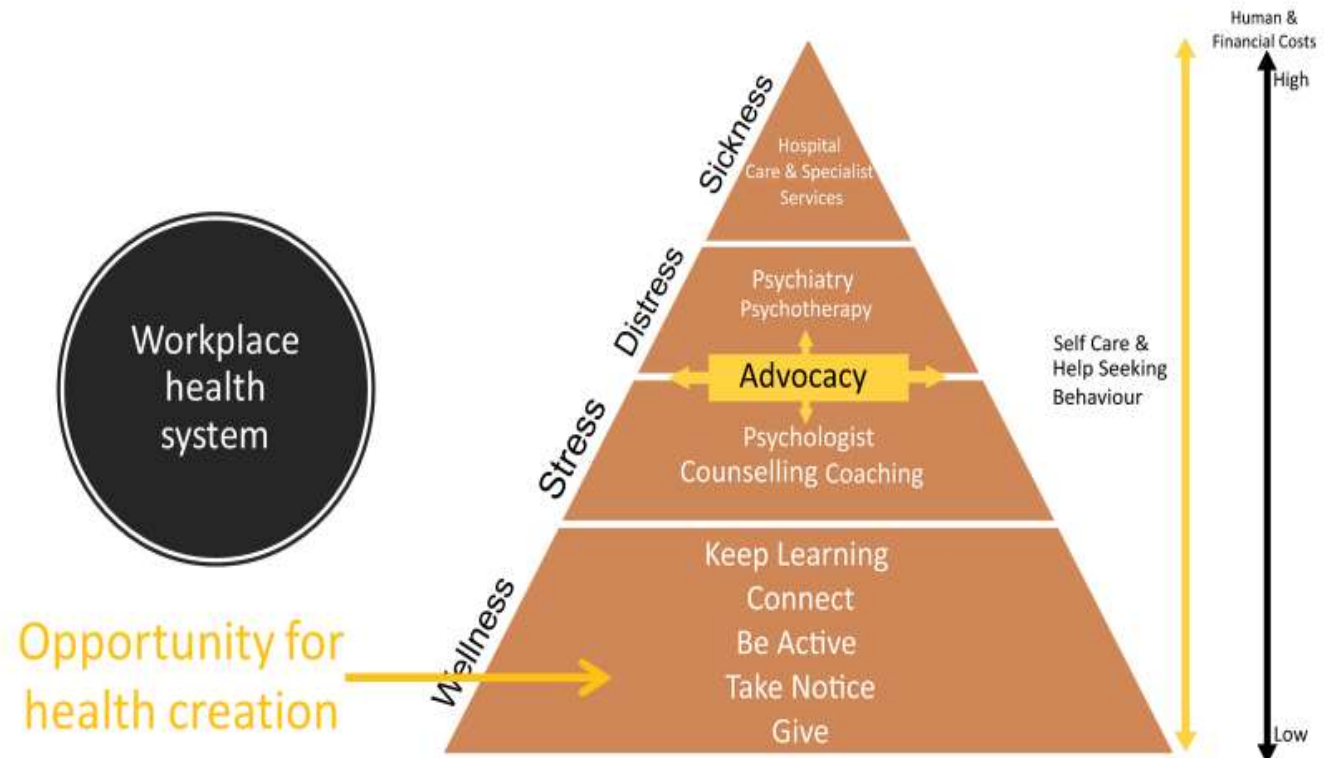 Workplace
health
system
Opportunity for
health creation
Sickness
Hospital
Care & Specialist
Services
Distress
Psychiatry
Psychotherapy
Advocacy
Stress
Psychologist
Counselling Coaching
Wellness
Keep Learning
Connect
Be Active
Take Notice
Give
Self Care &
Help Seeking
Behaviour
Human &
Financial Costs
High
Low